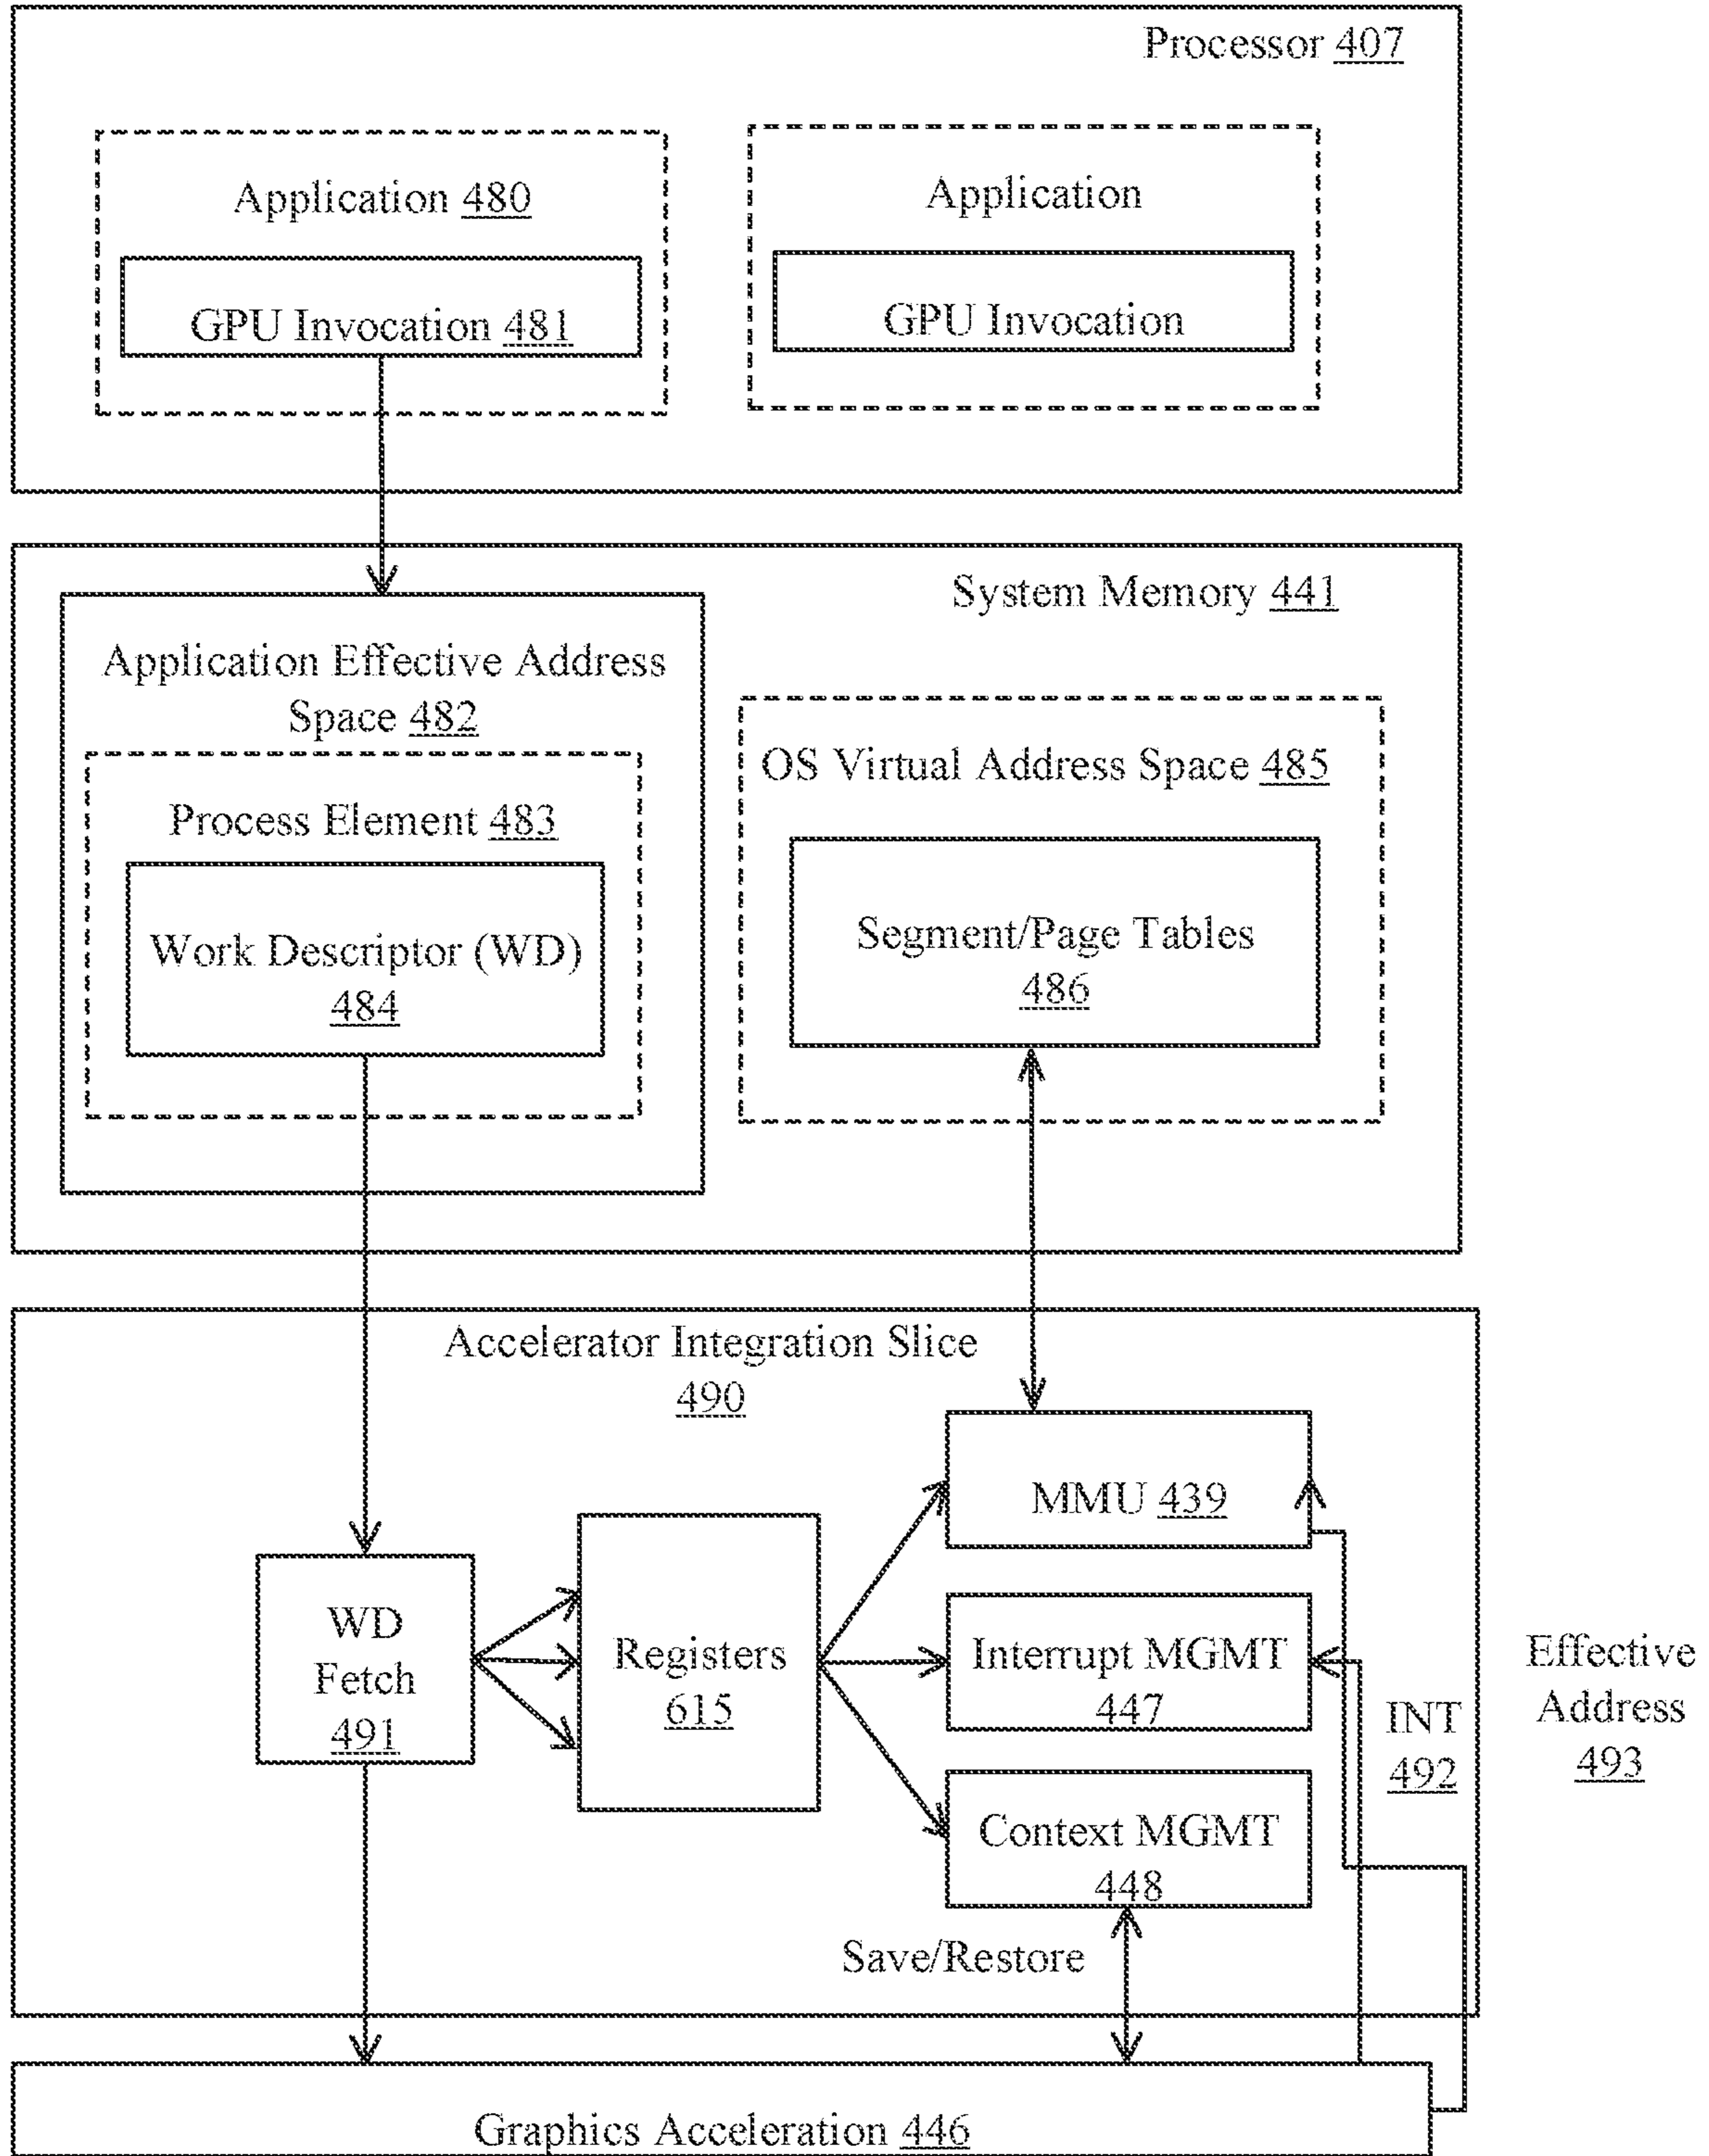 Processor 407
Application 480
Application
GPU Invocation 481
GPU Invocation
System Memory 441
Application Effective Address
Space 482
OS Virtual Address Space 485
Process Element 483
Work Descriptor (WD)
484
Segment/Page Tables
486
Accelerator Integration Slice
490
MMU 439
WD
Fetch
491
Registers
615
Interrupt MGMT
447
INT
492
Effective
Address
493
Context MGMT
448
Save/Restore
Graphics Acceleration 446